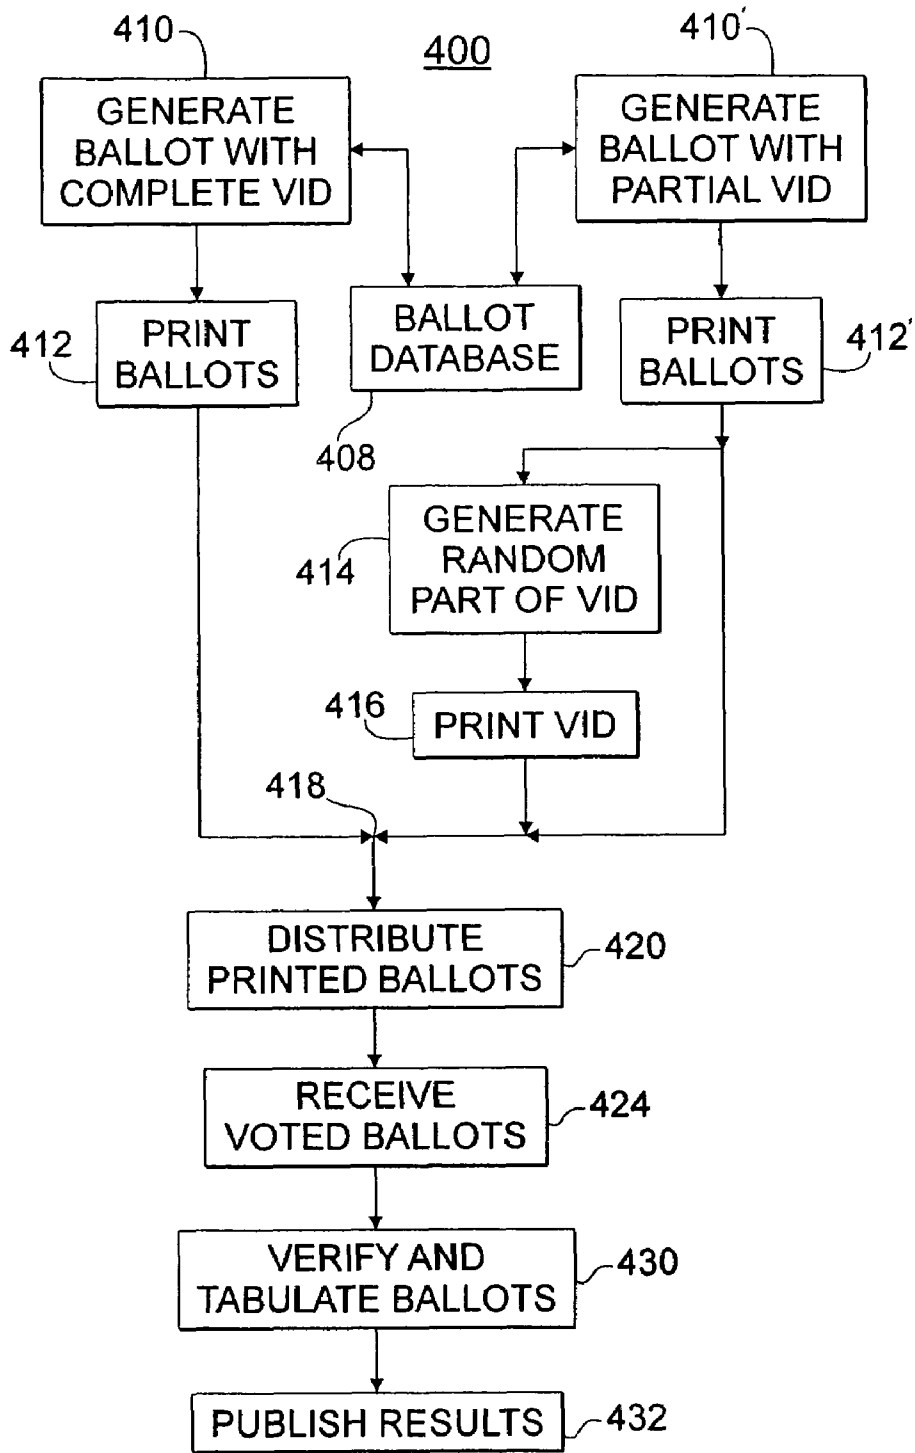 410
400
410'
GENERATE
BALLOT WITH
COMPLETE VID
GENERATE
BALLOT WITH
PARTIAL VID
412
PRINT
BALLOTS
BALLOT
DATABASE
PRINT
BALLOTS
412'
408
GENERATE
RANDOM
PART OF VID
414
416
PRINT VID
418
DISTRIBUTE
PRINTED BALLOTS
420
RECEIVE
VOTED BALLOTS
424
VERIFY AND
TABULATE BALLOTS
430
PUBLISH RESULTS
432